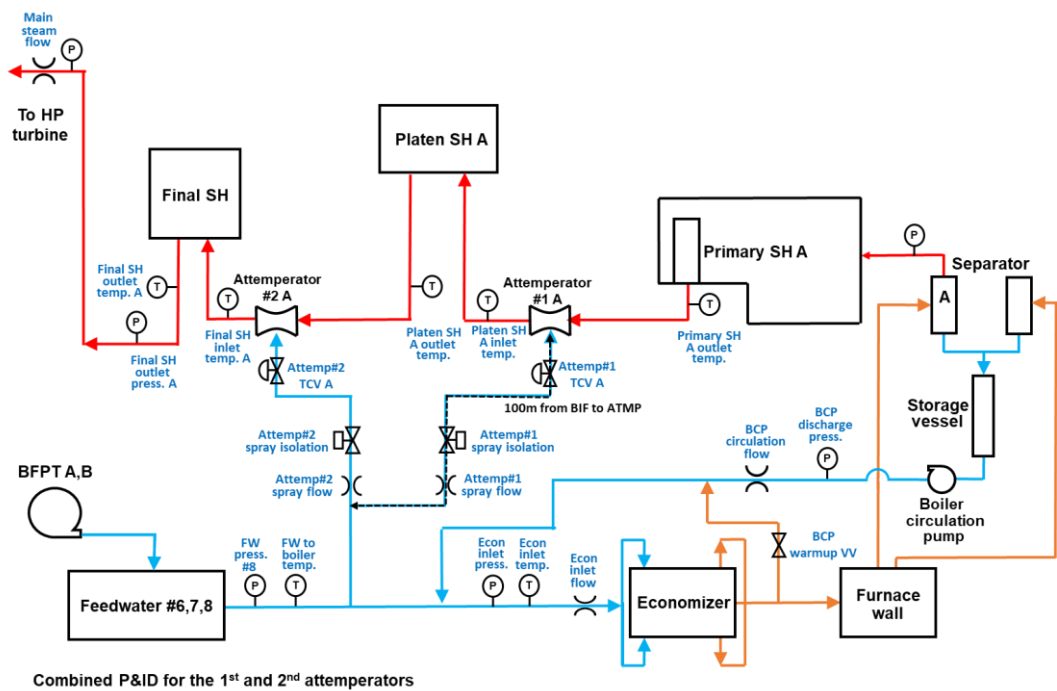 Main
steam
flow
P
To HP
turbine
Final SH
Platen SH A
Primary SH A
P
Separator
A
Final SH
outlet
temp. A
T
P
Final SH
outlet
press. A
T
Final SH
inlet
temp. A
Attemperator
#2 A
T
Platen SH
A outlet
temp.
T
Platen SH
A inlet
temp.
Attemperator
#1 A
T
Primary SH
A outlet
temp.
Attemp#2
TCV A
Attemp#1
TCV A
100m from BIF to ATMP
Storage
vessel
Attemp#2
spray isolation
Attemp#1
spray isolation
Attemp#2
spray flow
Attemp#1
spray flow
BCP
circulation
flow
BCP
discharge
press.
P
Boiler
circulation
pump
BFPT A,B
Feedwater #6,7,8
FW
press.
#8
P
FW to
boiler
temp.
T
Econ
inlet
press.
P
Econ
inlet
temp.
T
Econ
inlet
flow
Economizer
BCP
warmup VV
Furnace
wall
Combined P&ID for the 1st and 2nd attemperators